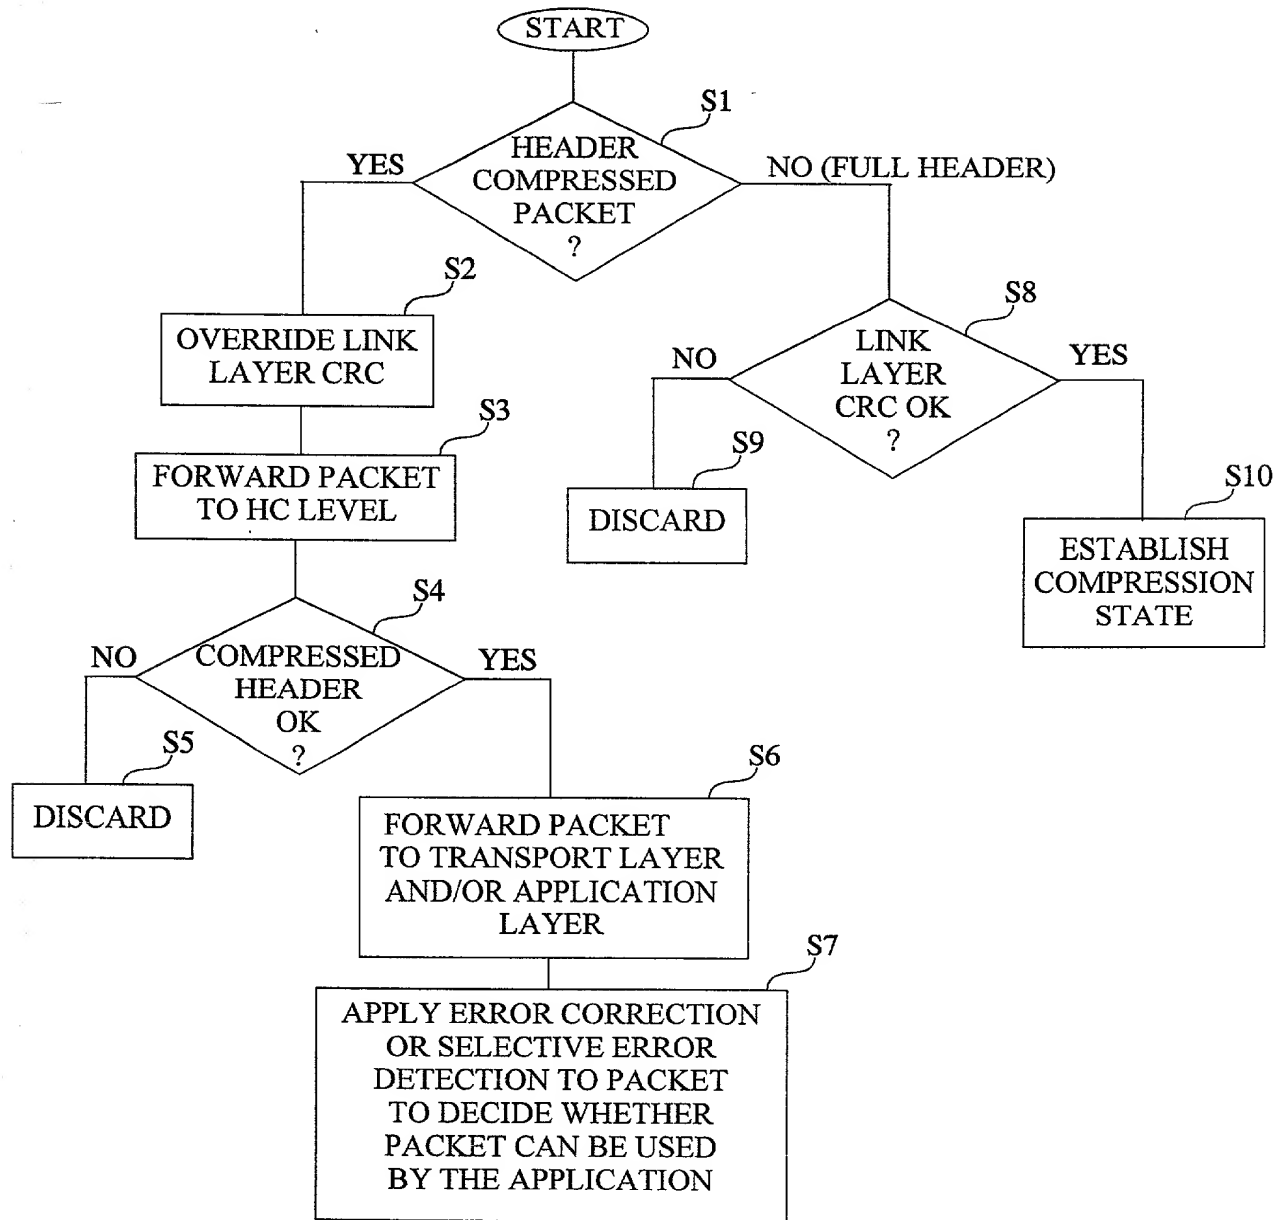 START
S1
HEADER
COMPRESSED
PACKET
?
YES
NO (FULL HEADER)
S2
OVERRIDE LINK
LAYER CRC
S3
FORWARD PACKET
TO HC LEVEL
S4
COMPRESSED
HEADER
OK
?
NO
YES
S5
DISCARD
S6
FORWARD PACKET
TO TRANSPORT LAYER
AND/OR APPLICATION
LAYER
S7
APPLY ERROR CORRECTION
OR SELECTIVE ERROR
DETECTION TO PACKET
TO DECIDE WHETHER
PACKET CAN BE USED
BY THE APPLICATION
S8
LINK
LAYER
CRC OK
?
NO
YES
S9
DISCARD
S10
ESTABLISH
COMPRESSION
STATE